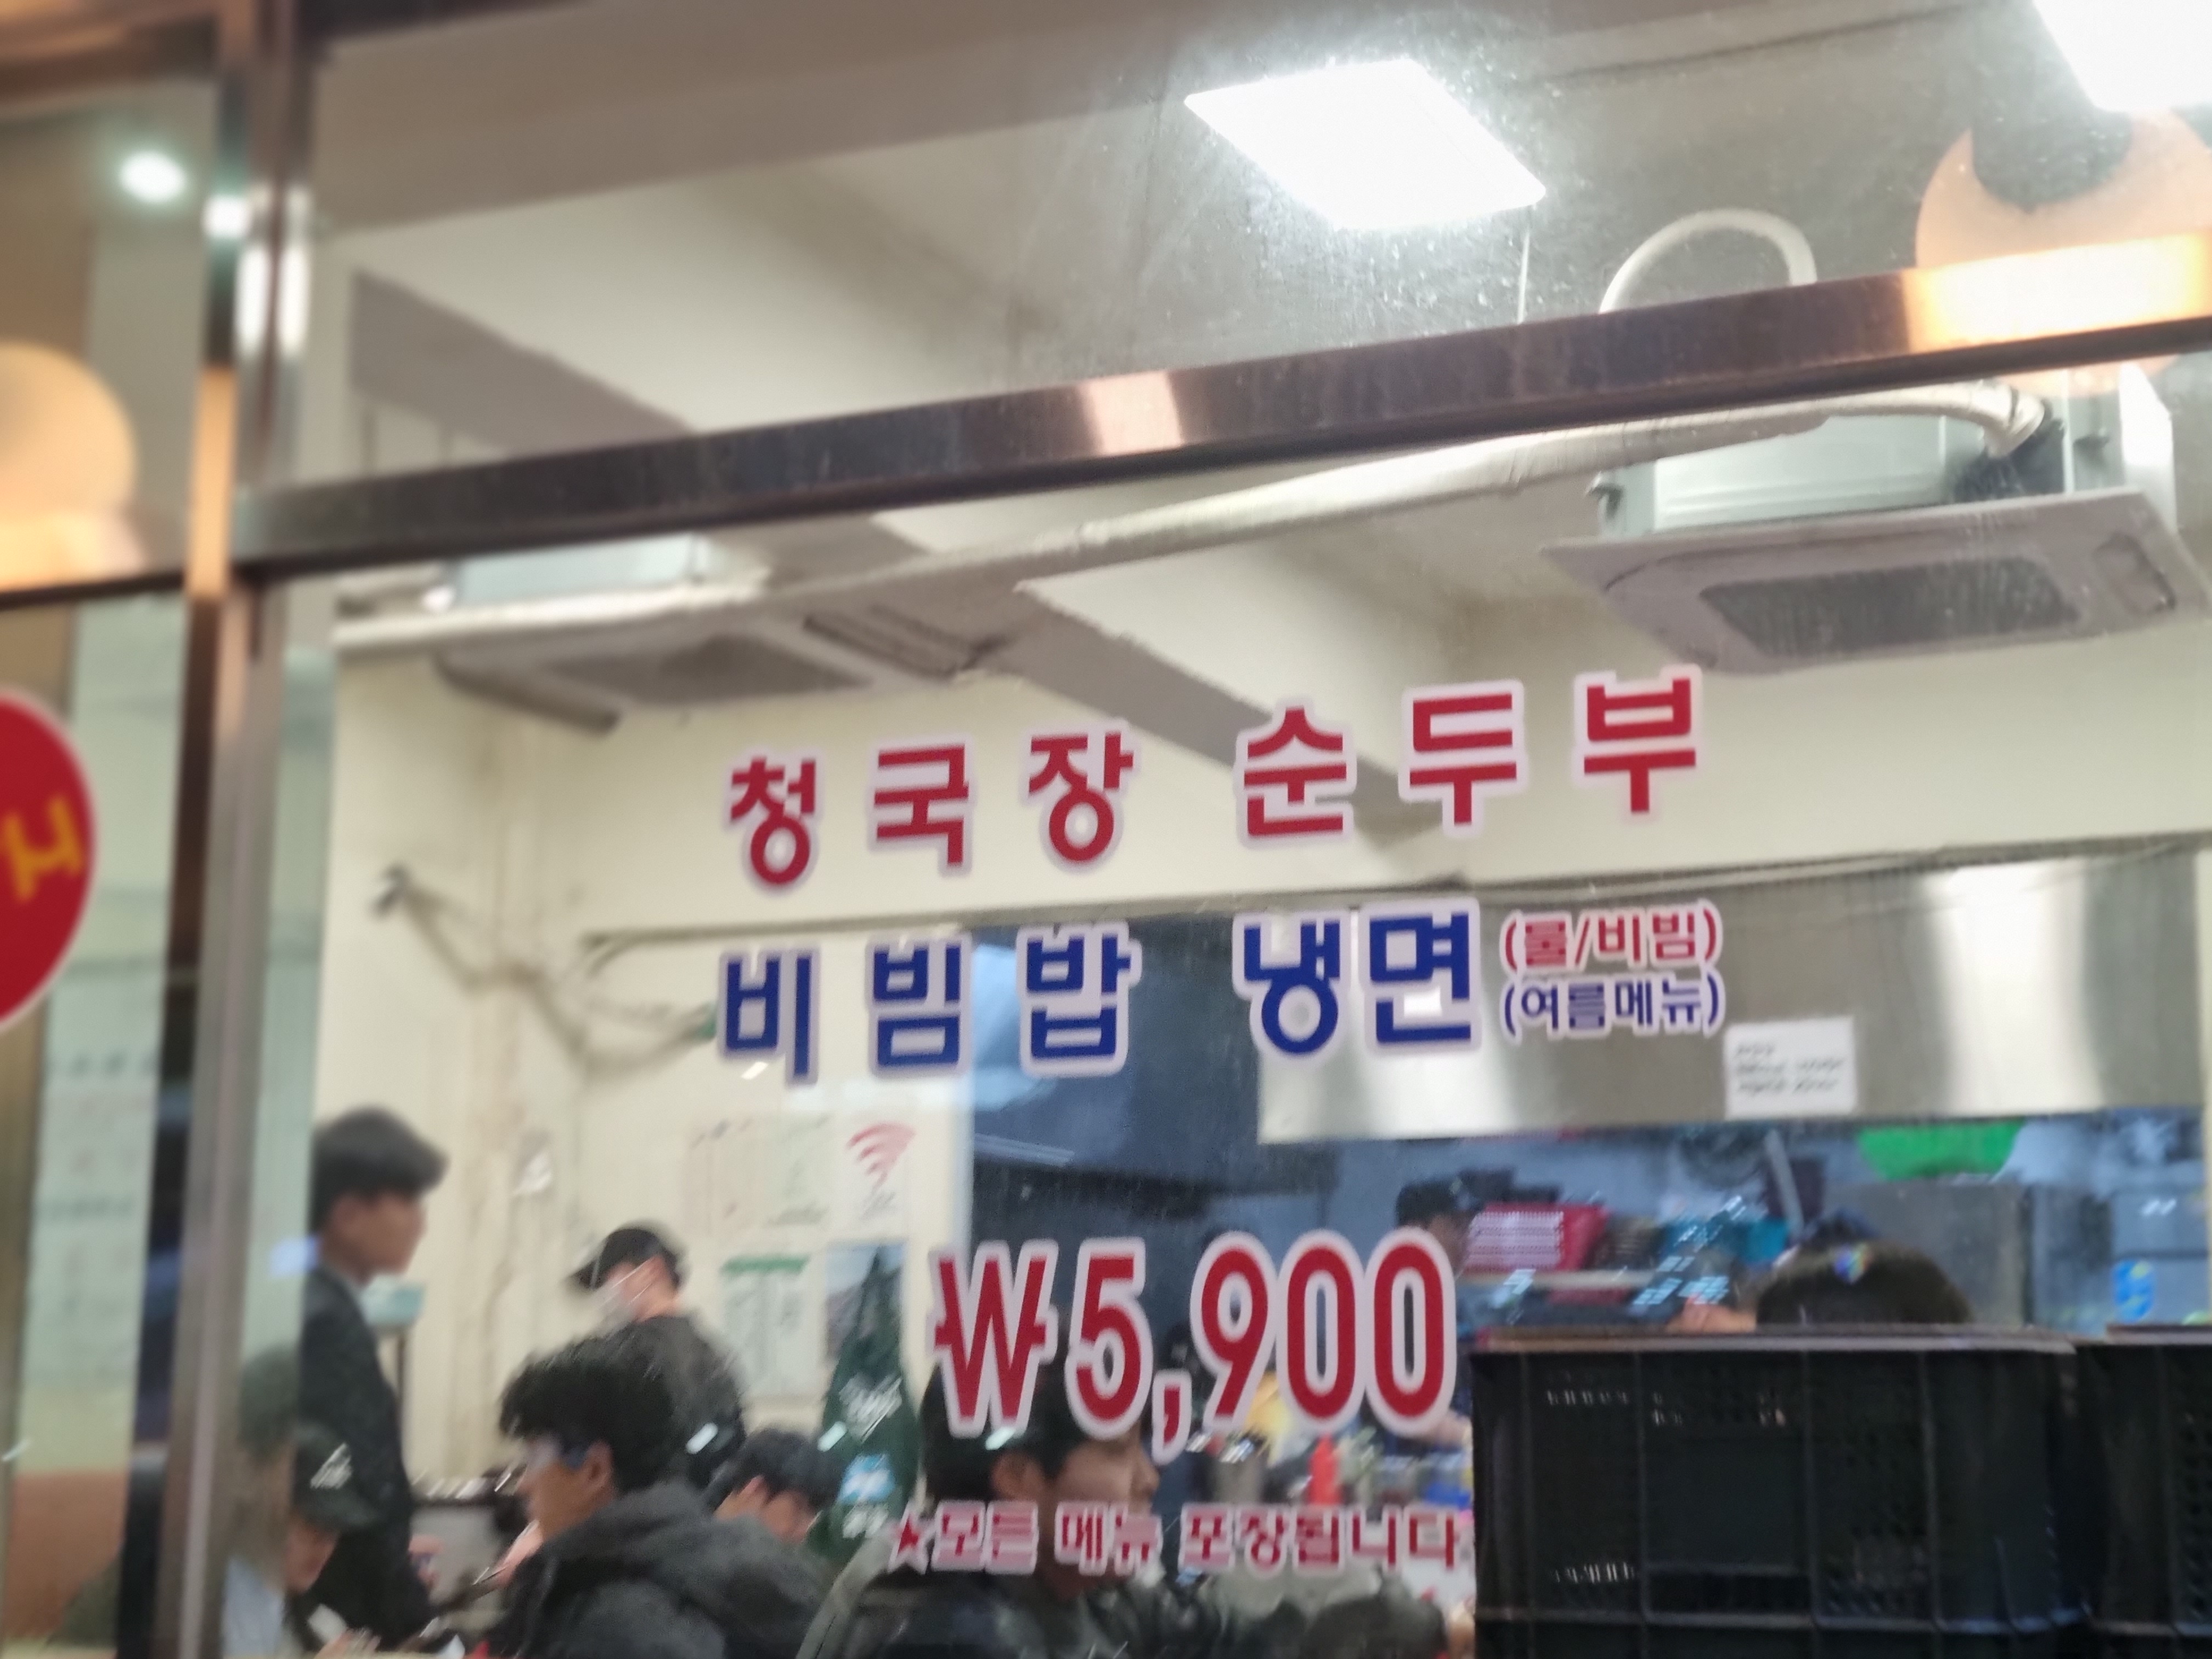 청국장 순두부
비빔밥 냉면 (물/비빔)
(여름메뉴)
₩5,900
★모든 메뉴 포장됩니다